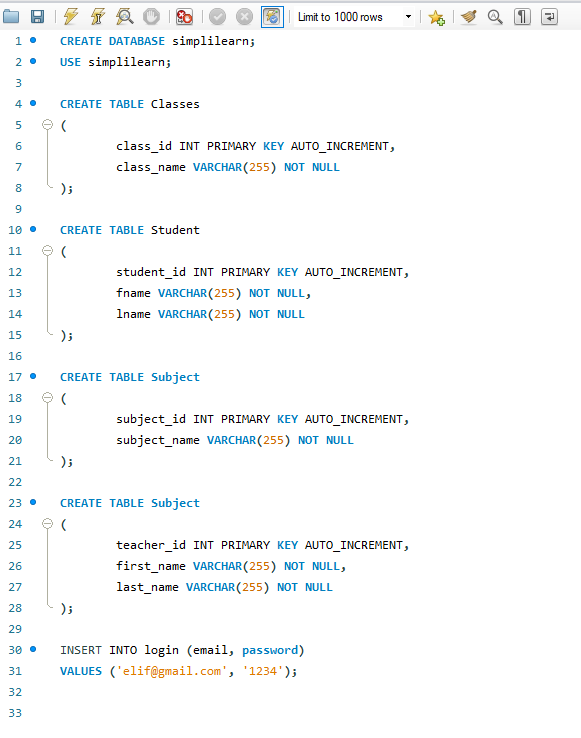 Limit to 1000 rows
1 CREATE DATABASE simplilearn;
2 USE simplilearn;
3
4 CREATE TABLE Classes
5 (
6 class_id INT PRIMARY KEY AUTO_INCREMENT,
7 class_name VARCHAR(255) NOT NULL
8 );
9
10 CREATE TABLE Student
11 (
12 student_id INT PRIMARY KEY AUTO_INCREMENT,
13 fname VARCHAR(255) NOT NULL,
14 lname VARCHAR(255) NOT NULL
15 );
16
17 CREATE TABLE Subject
18 (
19 subject_id INT PRIMARY KEY AUTO_INCREMENT,
20 subject_name VARCHAR(255) NOT NULL
21 );
22
23 CREATE TABLE Subject
24 (
25 teacher_id INT PRIMARY KEY AUTO_INCREMENT,
26 first_name VARCHAR(255) NOT NULL,
27 last_name VARCHAR(255) NOT NULL
28 );
29
30 INSERT INTO login (email, password)
31 VALUES ('elif@gmail.com', '1234');
32
33